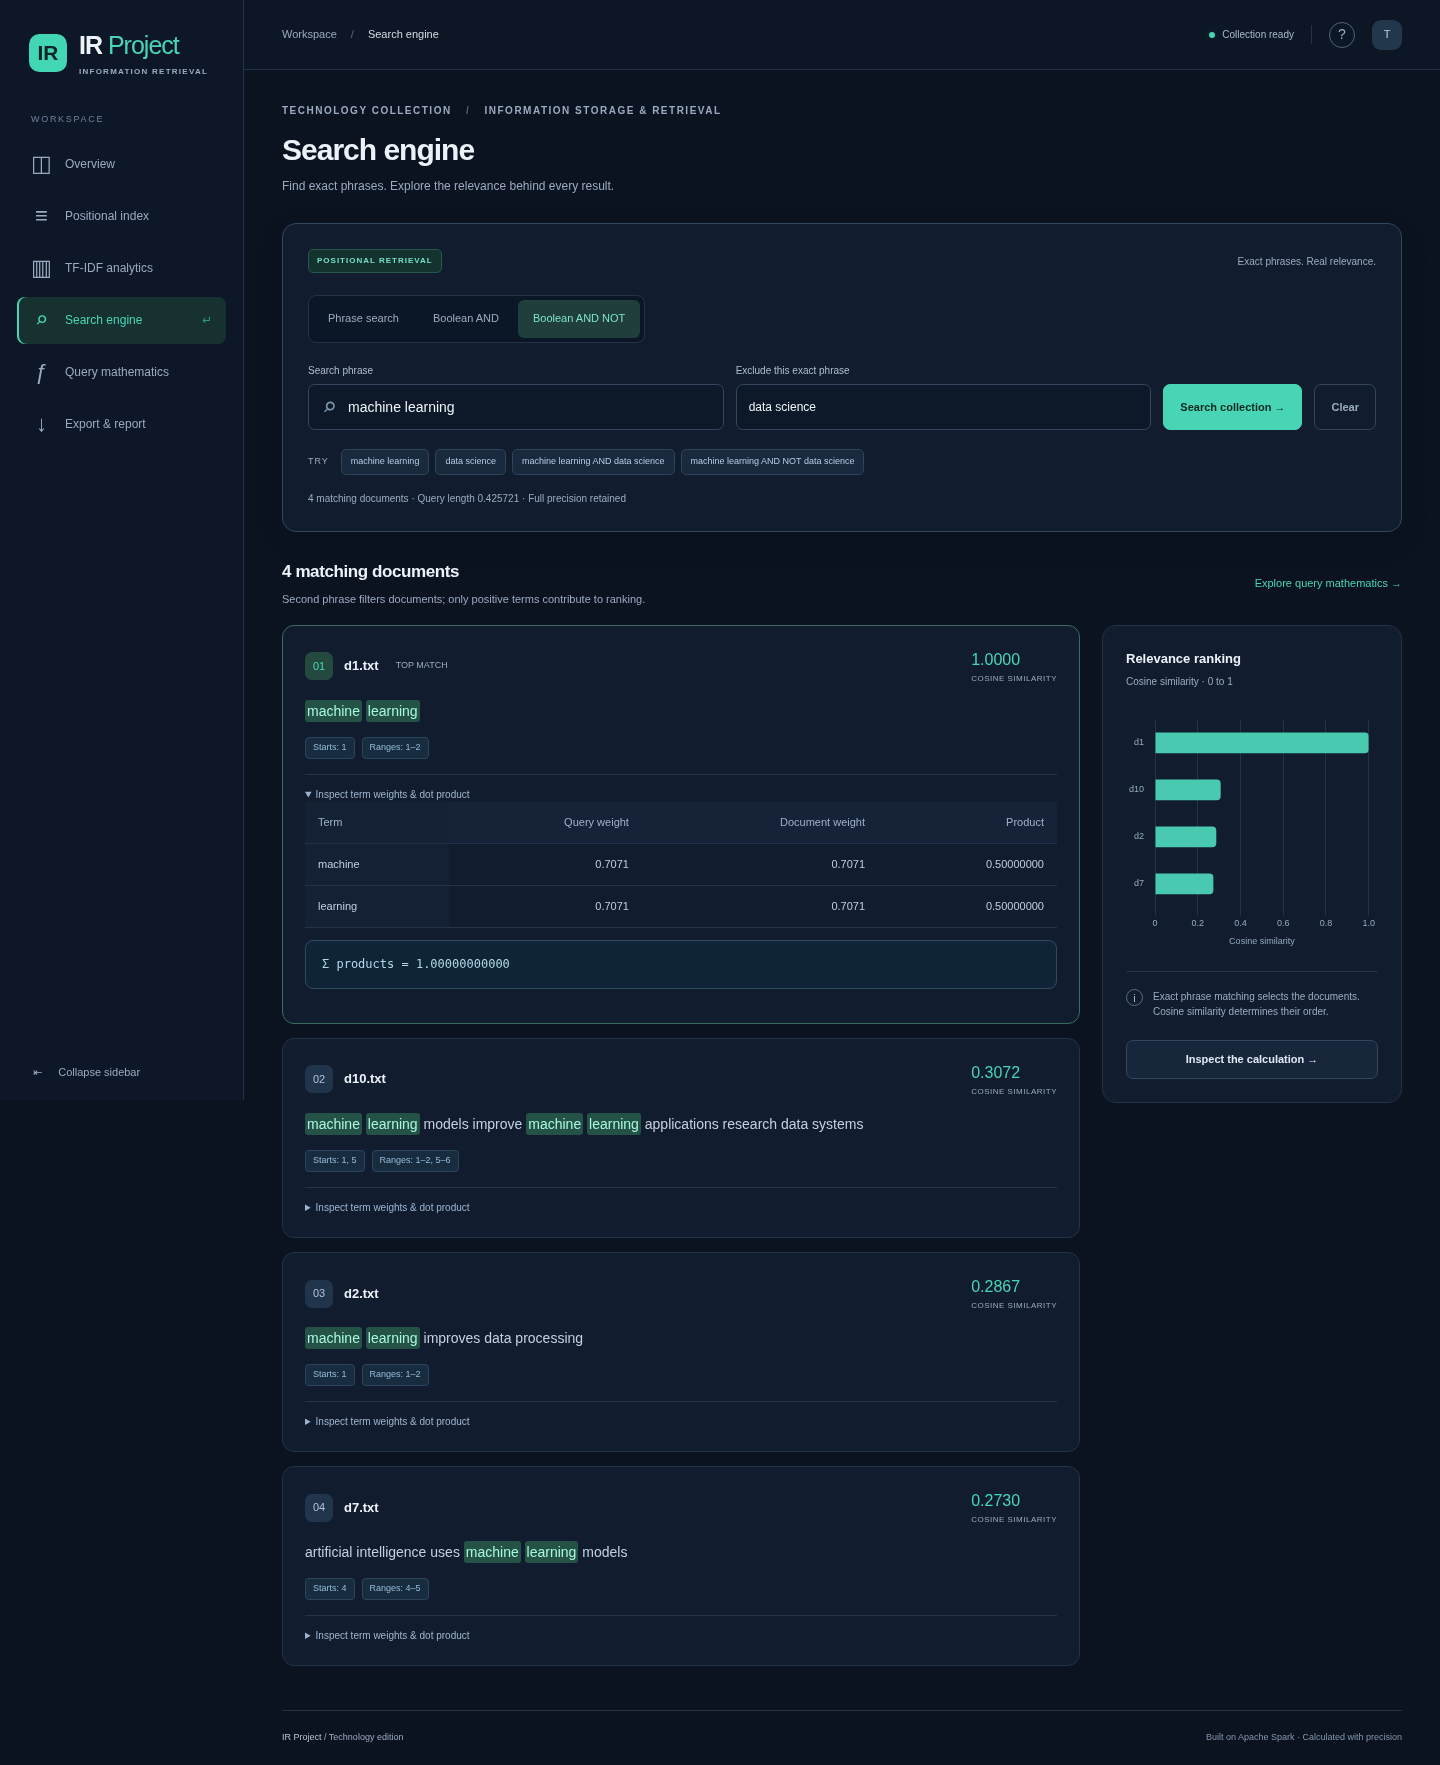 IR
IR Project
INFORMATION RETRIEVAL
WORKSPACE
Overview
Positional index
TF-IDF analytics
Search engine
Query mathematics
Export & report
Collapse sidebar
Workspace / Search engine
Collection ready
?
T
TECHNOLOGY COLLECTION / INFORMATION STORAGE & RETRIEVAL
Search engine
Find exact phrases. Explore the relevance behind every result.
POSITIONAL RETRIEVAL
Exact phrases. Real relevance.
Phrase search Boolean AND Boolean AND NOT
Search phrase
Exclude this exact phrase
machine learning
data science
Search collection →
Clear
TRY machine learning data science machine learning AND data science machine learning AND NOT data science
4 matching documents · Query length 0.425721 · Full precision retained
4 matching documents
Second phrase filters documents; only positive terms contribute to ranking.
Explore query mathematics →
01 d1.txt TOP MATCH
1.0000
COSINE SIMILARITY
machine learning
Starts: 1 Ranges: 1–2
▼ Inspect term weights & dot product
Term Query weight Document weight Product
machine 0.7071 0.7071 0.50000000
learning 0.7071 0.7071 0.50000000
Σ products = 1.00000000000
02 d10.txt
0.3072
COSINE SIMILARITY
machine learning models improve machine learning applications research data systems
Starts: 1, 5 Ranges: 1–2, 5–6
▶ Inspect term weights & dot product
03 d2.txt
0.2867
COSINE SIMILARITY
machine learning improves data processing
Starts: 1 Ranges: 1–2
▶ Inspect term weights & dot product
04 d7.txt
0.2730
COSINE SIMILARITY
artificial intelligence uses machine learning models
Starts: 4 Ranges: 4–5
▶ Inspect term weights & dot product
Relevance ranking
Cosine similarity · 0 to 1
d1
d10
d2
d7
0 0.2 0.4 0.6 0.8 1.0
Cosine similarity
i
Exact phrase matching selects the documents.
Cosine similarity determines their order.
Inspect the calculation →
IR Project / Technology edition
Built on Apache Spark · Calculated with precision